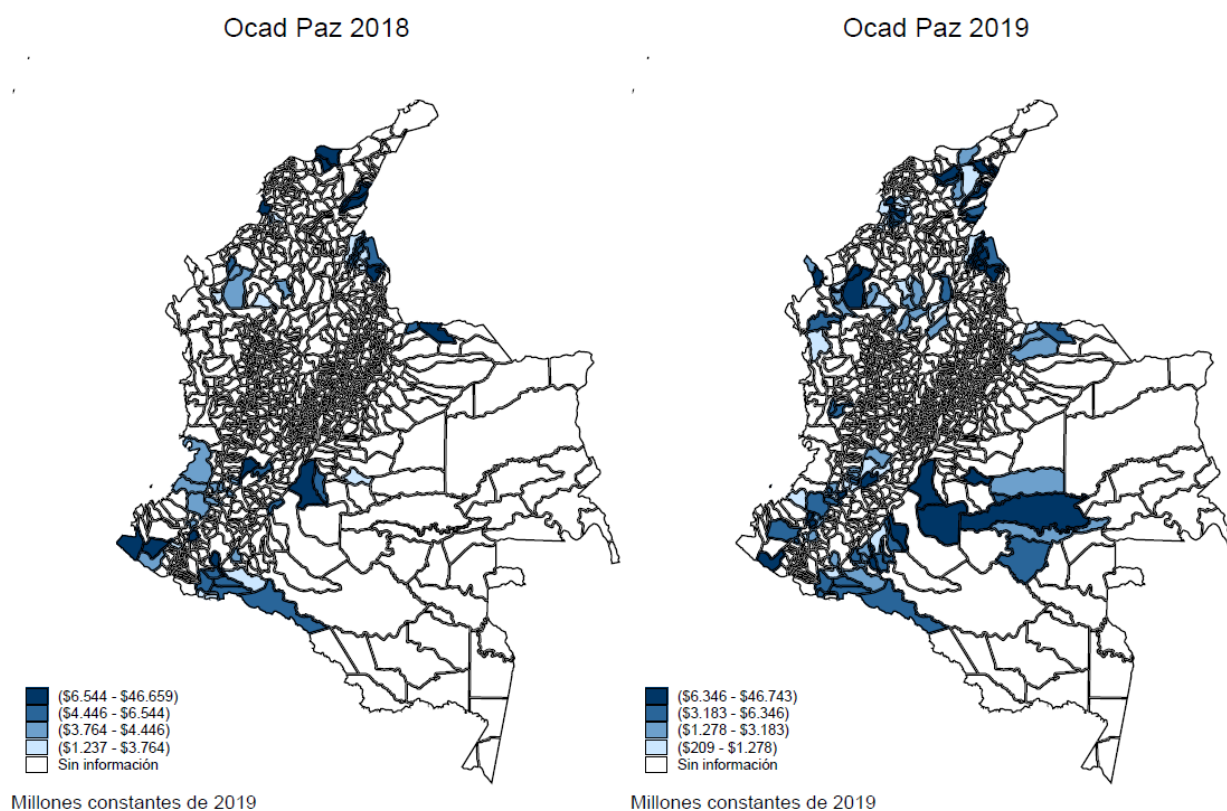 Ocad Paz 2018
Ocad Paz 2019
($6.544 - $46.659)
($4.446 - $6.544)
($3.764 - $4.446)
($1.237 - $3.764)
Sin información
Millones constantes de 2019
($6.346 - $46.743)
($3.183 - $6.346)
($1.278 - $3.183)
($209 - $1.278)
Sin información
Millones constantes de 2019